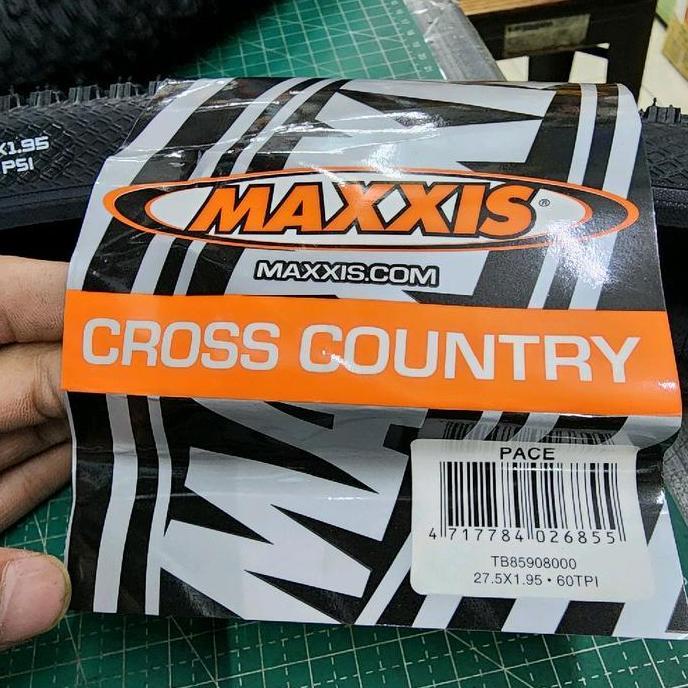 X1.95
PSI
MAXXIS®
MAXXIS.COM
CROSS COUNTRY
PACE
4 717784 026855
TB85908000
27.5X1.95 • 60TPI